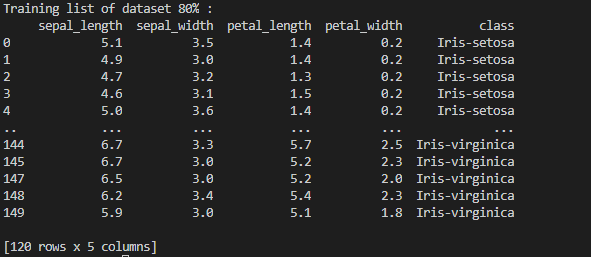 Training list of dataset 80% :
     sepal_length  sepal_width  petal_length  petal_width           class
0             5.1          3.5           1.4          0.2     Iris-setosa
1             4.9          3.0           1.4          0.2     Iris-setosa
2             4.7          3.2           1.3          0.2     Iris-setosa
3             4.6          3.1           1.5          0.2     Iris-setosa
4             5.0          3.6           1.4          0.2     Iris-setosa
..            ...          ...           ...          ...             ...
144           6.7          3.3           5.7          2.5  Iris-virginica
145           6.7          3.0           5.2          2.3  Iris-virginica
147           6.5          3.0           5.2          2.0  Iris-virginica
148           6.2          3.4           5.4          2.3  Iris-virginica
149           5.9          3.0           5.1          1.8  Iris-virginica
[120 rows x 5 columns]